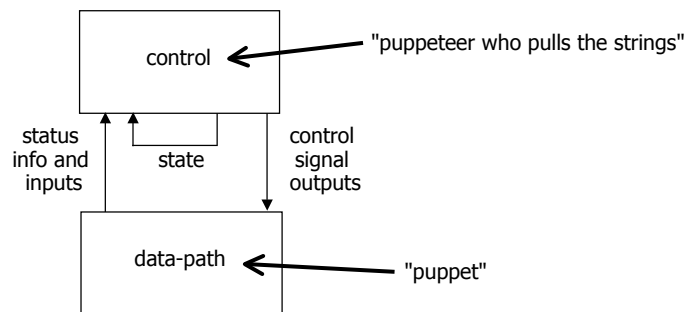 control
"puppeteer who pulls the strings"
status
info and
inputs
state
control
signal
outputs
data-path
"puppet"